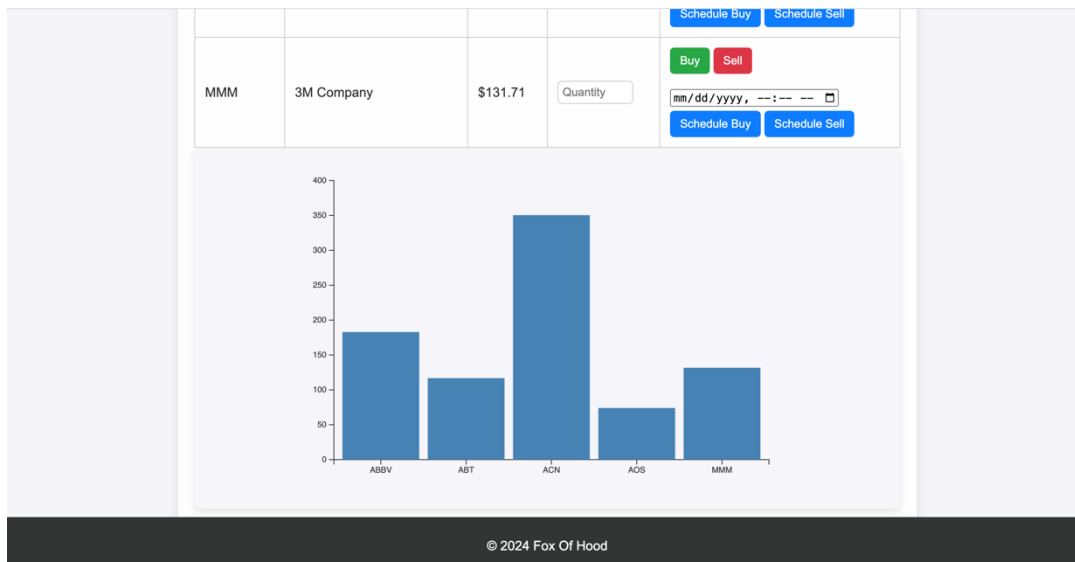 Schedule Buy Schedule Sell
Buy Sell
MMM 3M Company $131.71 Quantity
mm/dd/yyyy, --:-- --
Schedule Buy Schedule Sell
400
350
300
250
200
150
100
50
0
ABBV ABT ACN AOS MMM
© 2024 Fox Of Hood